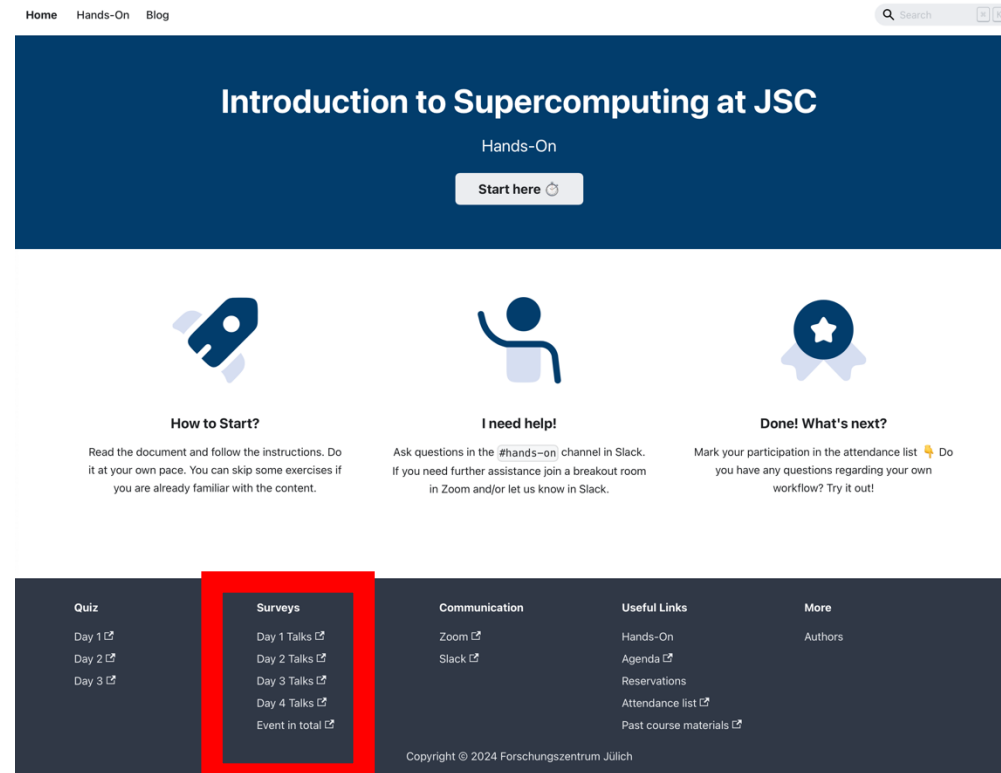 Home Hands-On Blog
Search
Introduction to Supercomputing at JSC
Hands-On
Start here
How to Start?
Read the document and follow the instructions. Do
it at your own pace. You can skip some exercises if
you are already familiar with the content.
I need help!
Ask questions in the #hands-on channel in Slack.
If you need further assistance join a breakout room
in Zoom and/or let us know in Slack.
Done! What's next?
Mark your participation in the attendance list 👇 Do
you have any questions regarding your own
workflow? Try it out!
Quiz
Day 1
Day 2
Day 3
Surveys
Day 1 Talks
Day 2 Talks
Day 3 Talks
Day 4 Talks
Event in total
Communication
Zoom
Slack
Useful Links
Hands-On
Agenda
Reservations
Attendance list
Past course materials
More
Authors
Copyright © 2024 Forschungszentrum Jülich